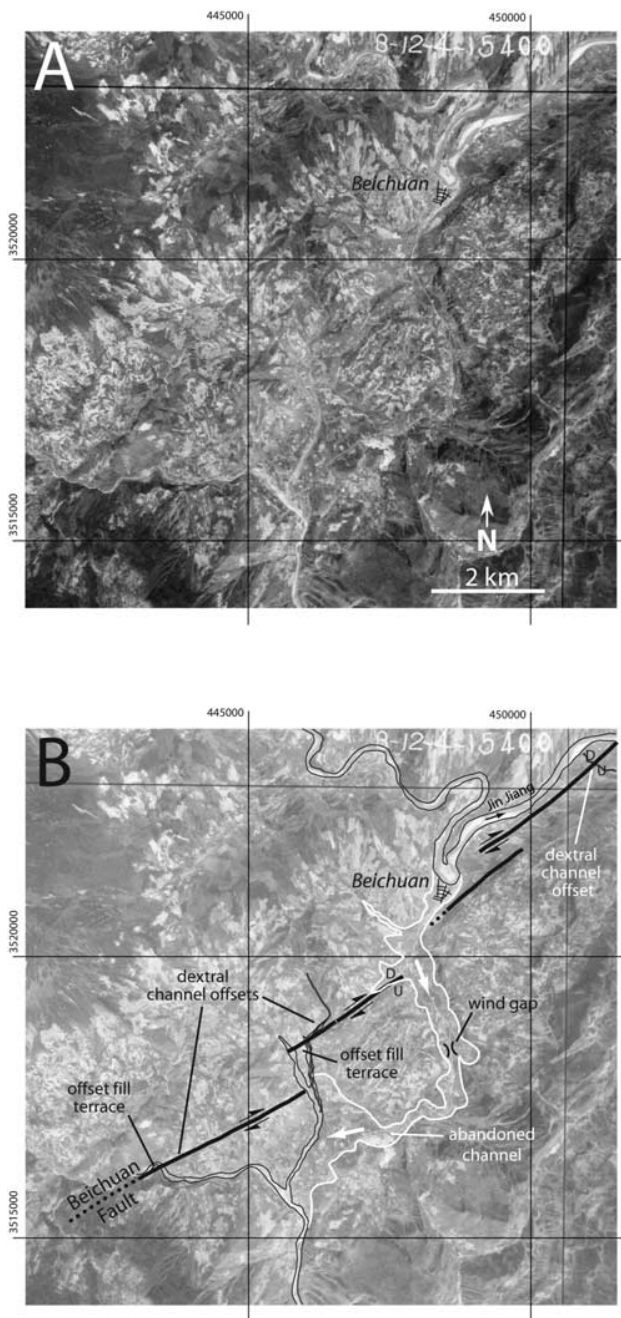 445000
450000
A
8-12-4-15400
Beichuan
3520000
3515000
N
2 km
445000
450000
B
8-12-4-15400
D
U
Jin Jiang
Beichuan
dextral
channel
offset
3520000
dextral
channel offsets
D
U
wind gap
offset fill
terrace
offset fill
terrace
abandoned
channel
Beichuan
Fault
3515000